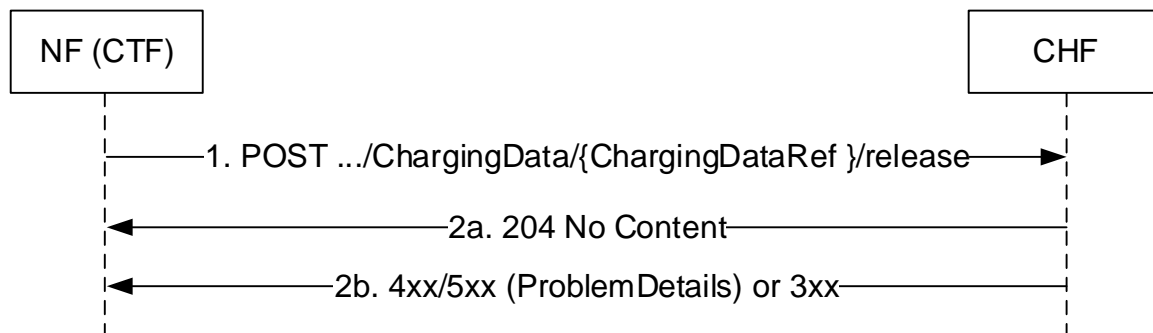 NF (CTF)
CHF
1. POST .../ChargingData/{ChargingDataRef }/release
2a. 204 No Content
2b. 4xx/5xx (ProblemDetails) or 3xx